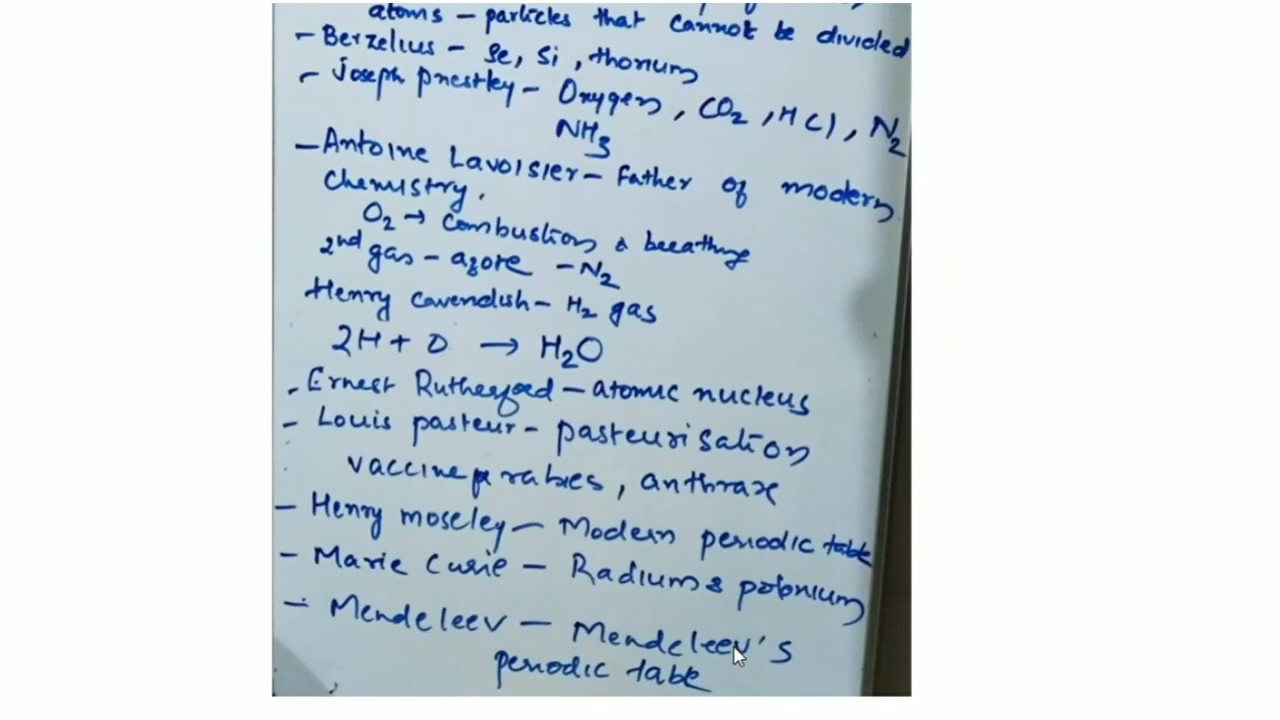 atoms – particles that cannot be divided
– Berzelius – Se, Si, thorium
– Joseph priestley – Oxygen, CO2, HCl, N2
NH3
– Antoine Lavoisier – Father of modern
Chemistry.
O2 → Combustion & breathing
2nd gas – azote – N2
Henry Cavendish – H2 gas
2H + O → H2O
- Ernest Rutherford – atomic nucleus
- Louis pasteur – pasteurisation
vaccine rabies, anthrax
– Henry moseley – Modern periodic table
– Marie Curie – Radium & polonium
– Mendeleev – Mendeleev's
periodic table